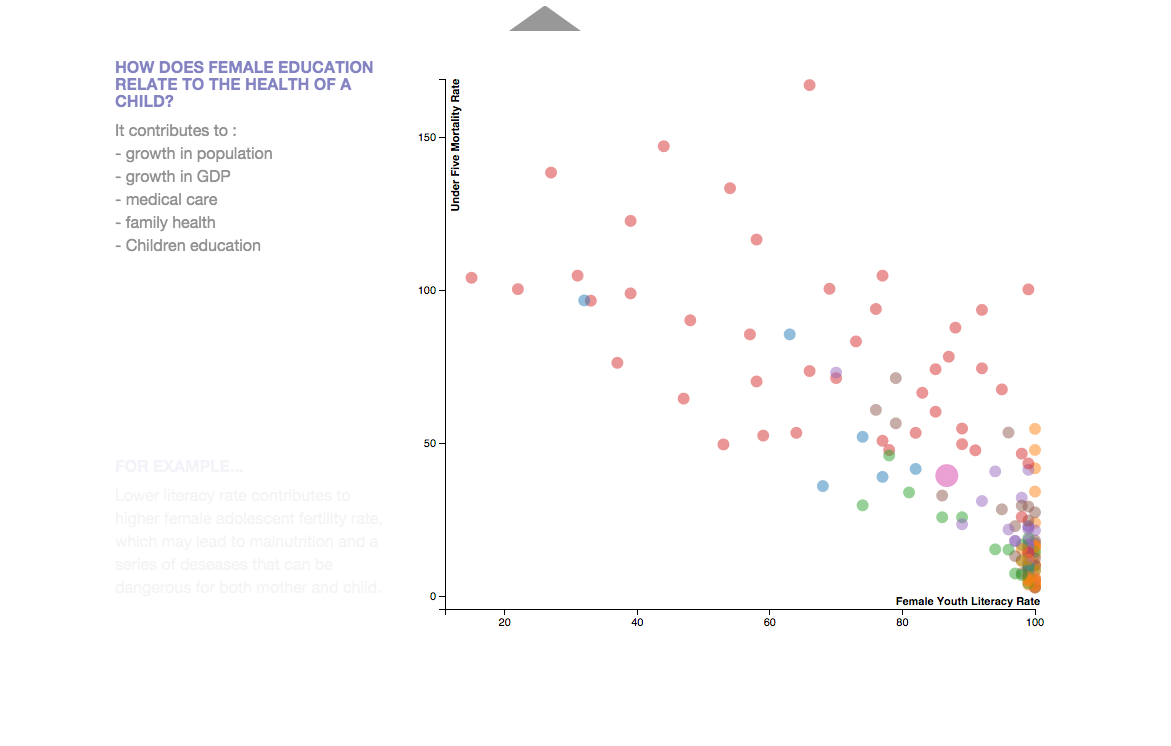 HOW DOES FEMALE EDUCATION
RELATE TO THE HEALTH OF A
CHILD?
It contributes to :
- growth in population
- growth in GDP
- medical care
- family health
- Children education
FOR EXAMPLE...
Lower literacy rate contributes to
higher female adolescent fertility rate,
which may lead to malnutrition and a
series of deseases that can be
dangerous for both mother and child.
Under Five Mortality Rate
150
100
50
0
Female Youth Literacy Rate
20
40
60
80
100